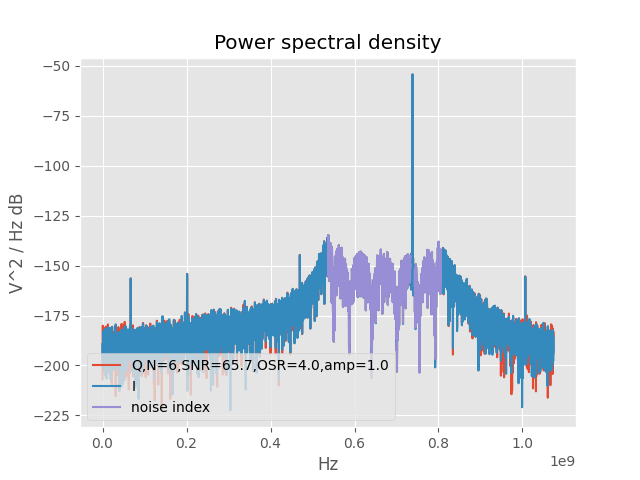 Power spectral density
V^2 / Hz dB
−50
−75
−100
−125
−150
−175
−200
−225
Q,N=6,SNR=65.7,OSR=4.0,amp=1.0
I
noise index
0.0 0.2 0.4 0.6 0.8 1.0
1e9
Hz